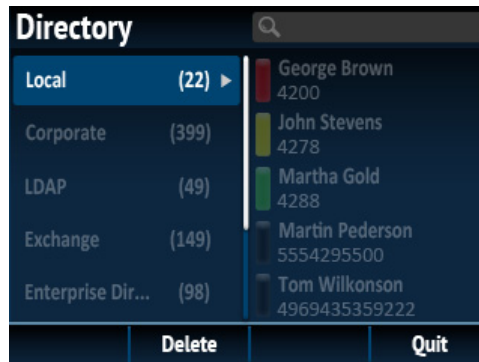 Directory
Local (22)
Corporate (399)
LDAP (49)
Exchange (149)
Enterprise Dir... (98)
George Brown
4200
John Stevens
4278
Martha Gold
4288
Martin Pederson
5554295500
Tom Wilkonson
4969435359222
Delete Quit